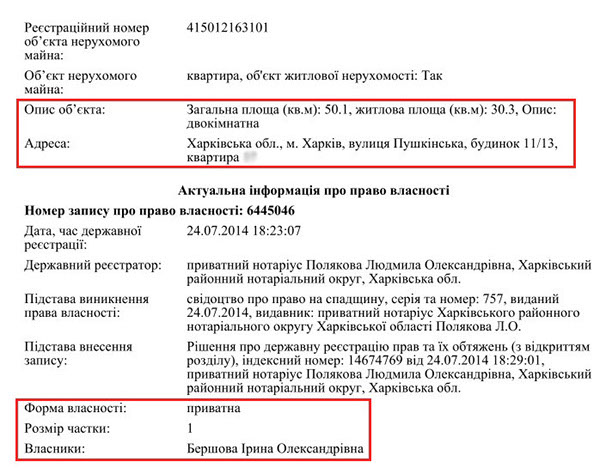 Реєстраційний номер 415012163101
об’єкта нерухомого
майна:
Об’єкт нерухомого квартира, об'єкт житлової нерухомості: Так
майна:
Опис об’єкта: Загальна площа (кв.м): 50.1, житлова площа (кв.м): 30.3, Опис:
двокімнатна
Адреса: Харківська обл., м. Харків, вулиця Пушкінська, будинок 11/13,
квартира
Актуальна інформація про право власності
Номер запису про право власності: 6445046
Дата, час державної 24.07.2014 18:23:07
реєстрації:
Державний реєстратор: приватний нотаріус Полякова Людмила Олександрівна, Харківський
районний нотаріальний округ, Харківська обл.
Підстава виникнення свідоцтво про право на спадщину, серія та номер: 757, виданий
права власності: 24.07.2014, видавник: приватний нотаріус Харківського районного
нотаріального округу Харківської області Полякова Л.О.
Підстава внесення Рішення про державну реєстрацію прав та їх обтяжень (з відкриттям
запису: розділу), індексний номер: 14674769 від 24.07.2014 18:29:01,
приватний нотаріус Полякова Людмила Олександрівна, Харківський
районний нотаріальний округ, Харківська обл.
Форма власності: приватна
Розмір частки: 1
Власники: Бершова Ірина Олександрівна